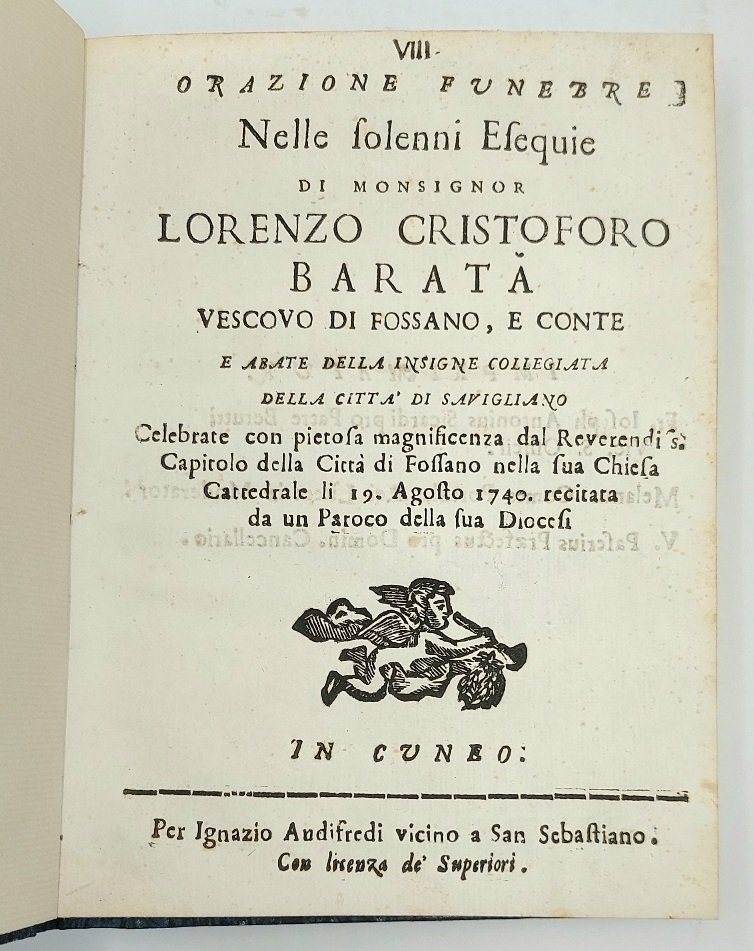 VIIII.
ORAZIONE FUNEBRE
Nelle ſolenni Eſequie
DI MONSIGNOR
LORENZO CRISTOFORO
BARATÀ
VESCOVO DI FOSSANO, E CONTE
E ABATE DELLA INSIGNE COLLEGIATA
DELLA CITTA' DI SAVIGLIANO
Celebrate con pietoſa magnificenza dal Reverendiſs.
Capitolo della Città di Foſſano nella ſua Chieſa
Cattedrale li 19. Agoſto 1740. recitata
da un Paroco della ſua Dioceſi
IN CUNEO:
Per Ignazio Audifredi vicino a San Sebaſtiano.
Con licenza de' Superiori.